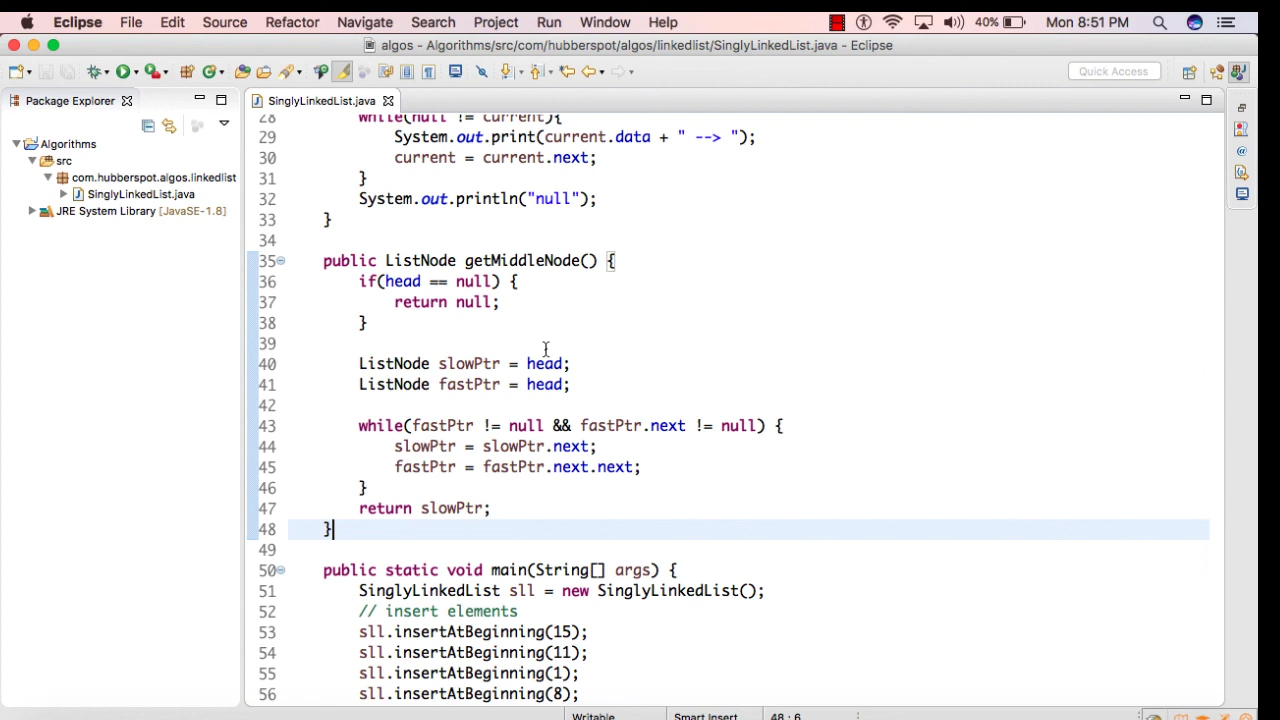 Eclipse File Edit Source Refactor Navigate Search Project Run Window Help 40% Mon 8:51 PM
algos - Algorithms/src/com/hubberspot/algos/linkedlist/SinglyLinkedList.java - Eclipse
Quick Access
Package Explorer
SinglyLinkedList.java
Algorithms
src
com.hubberspot.algos.linkedlist
SinglyLinkedList.java
JRE System Library [JavaSE-1.8]
28 while(null != current){
29 System.out.print(current.data + " --> ");
30 current = current.next;
31 }
32 System.out.println("null");
33 }
34
35 public ListNode getMiddleNode() {
36 if(head == null) {
37 return null;
38 }
39
40 ListNode slowPtr = head;
41 ListNode fastPtr = head;
42
43 while(fastPtr != null && fastPtr.next != null) {
44 slowPtr = slowPtr.next;
45 fastPtr = fastPtr.next.next;
46 }
47 return slowPtr;
48 }
49
50 public static void main(String[] args) {
51 SinglyLinkedList sll = new SinglyLinkedList();
52 // insert elements
53 sll.insertAtBeginning(15);
54 sll.insertAtBeginning(11);
55 sll.insertAtBeginning(1);
56 sll.insertAtBeginning(8);
Writable Smart Insert 48 : 6